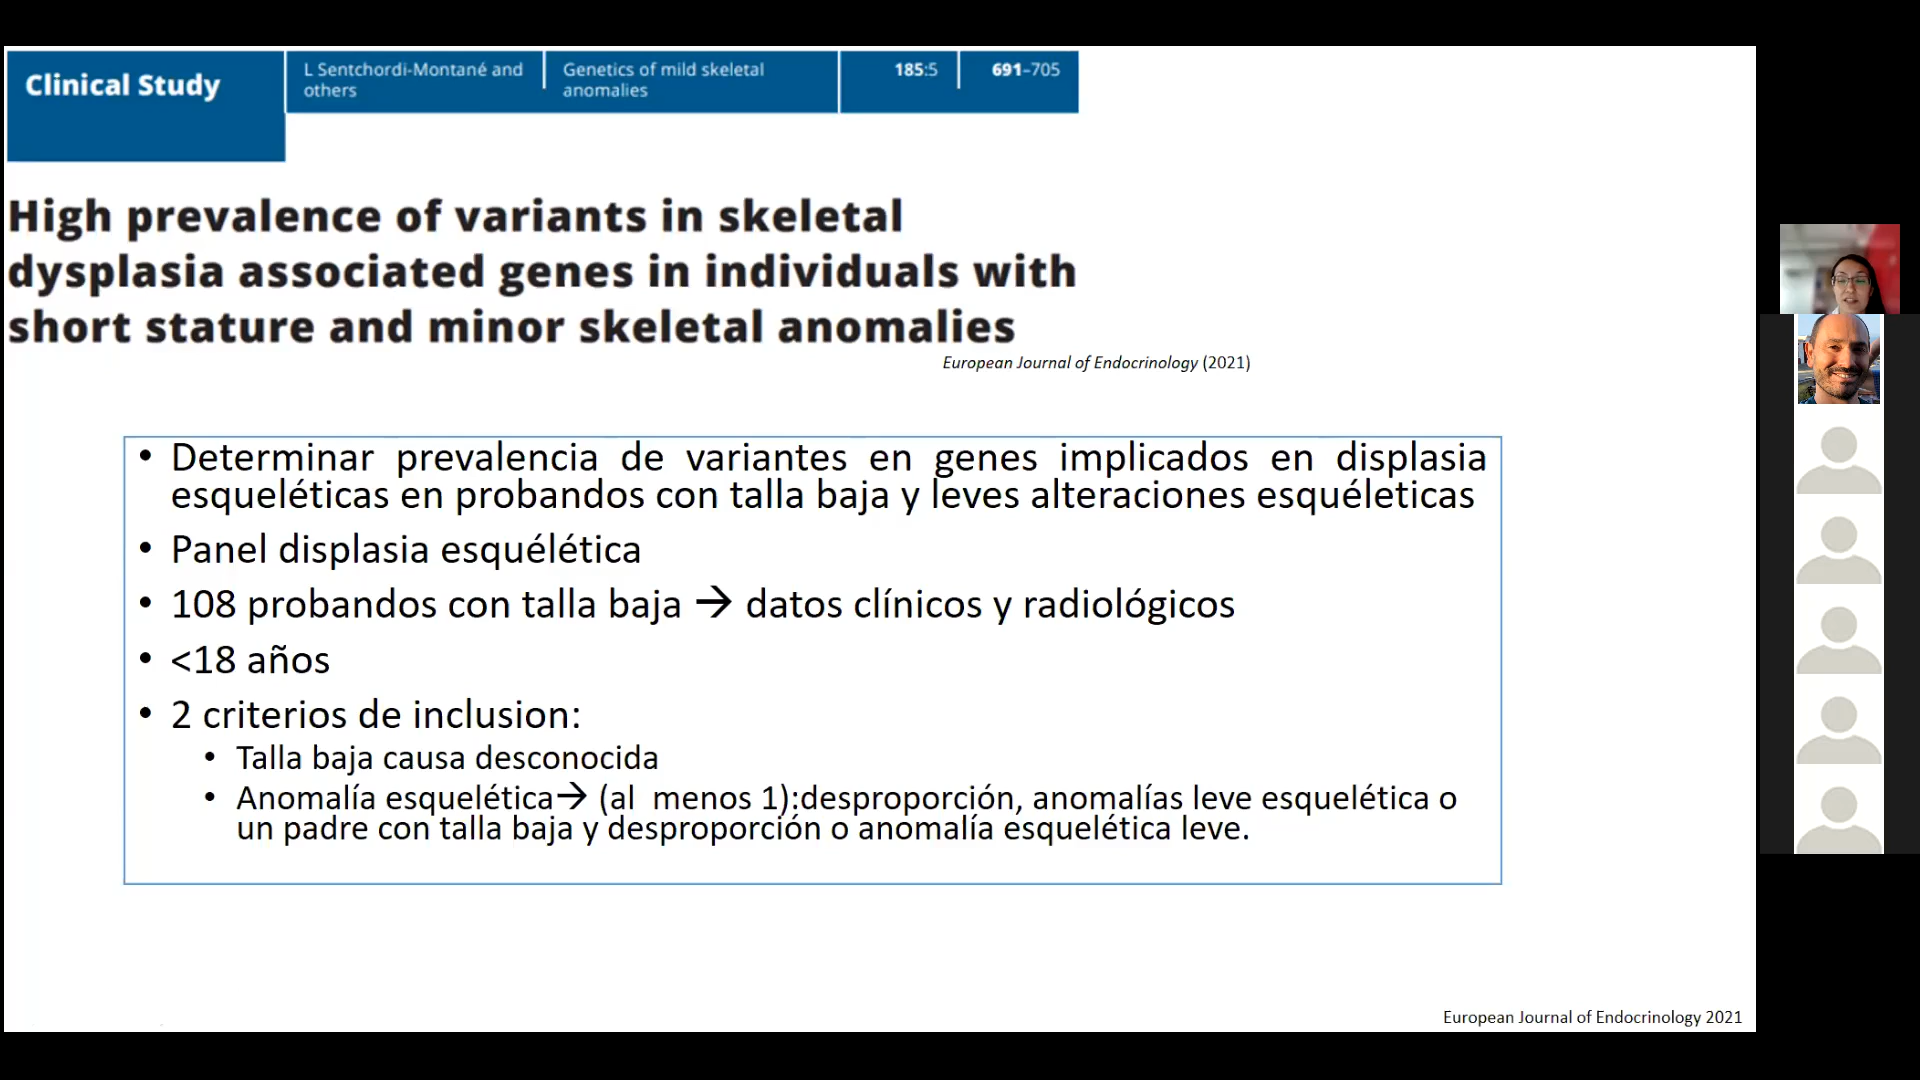 Clinical Study
L Sentchordi-Montané and
others
Genetics of mild skeletal
anomalies
185:5
691–705
High prevalence of variants in skeletal
dysplasia associated genes in individuals with
short stature and minor skeletal anomalies
European Journal of Endocrinology (2021)
• Determinar prevalencia de variantes en genes implicados en displasia
esqueléticas en probandos con talla baja y leves alteraciones esquéleticas
• Panel displasia esquélética
• 108 probandos con talla baja → datos clínicos y radiológicos
• <18 años
• 2 criterios de inclusion:
• Talla baja causa desconocida
• Anomalía esquelética→ (al menos 1):desproporción, anomalías leve esquelética o
un padre con talla baja y desproporción o anomalía esquelética leve.
European Journal of Endocrinology 2021